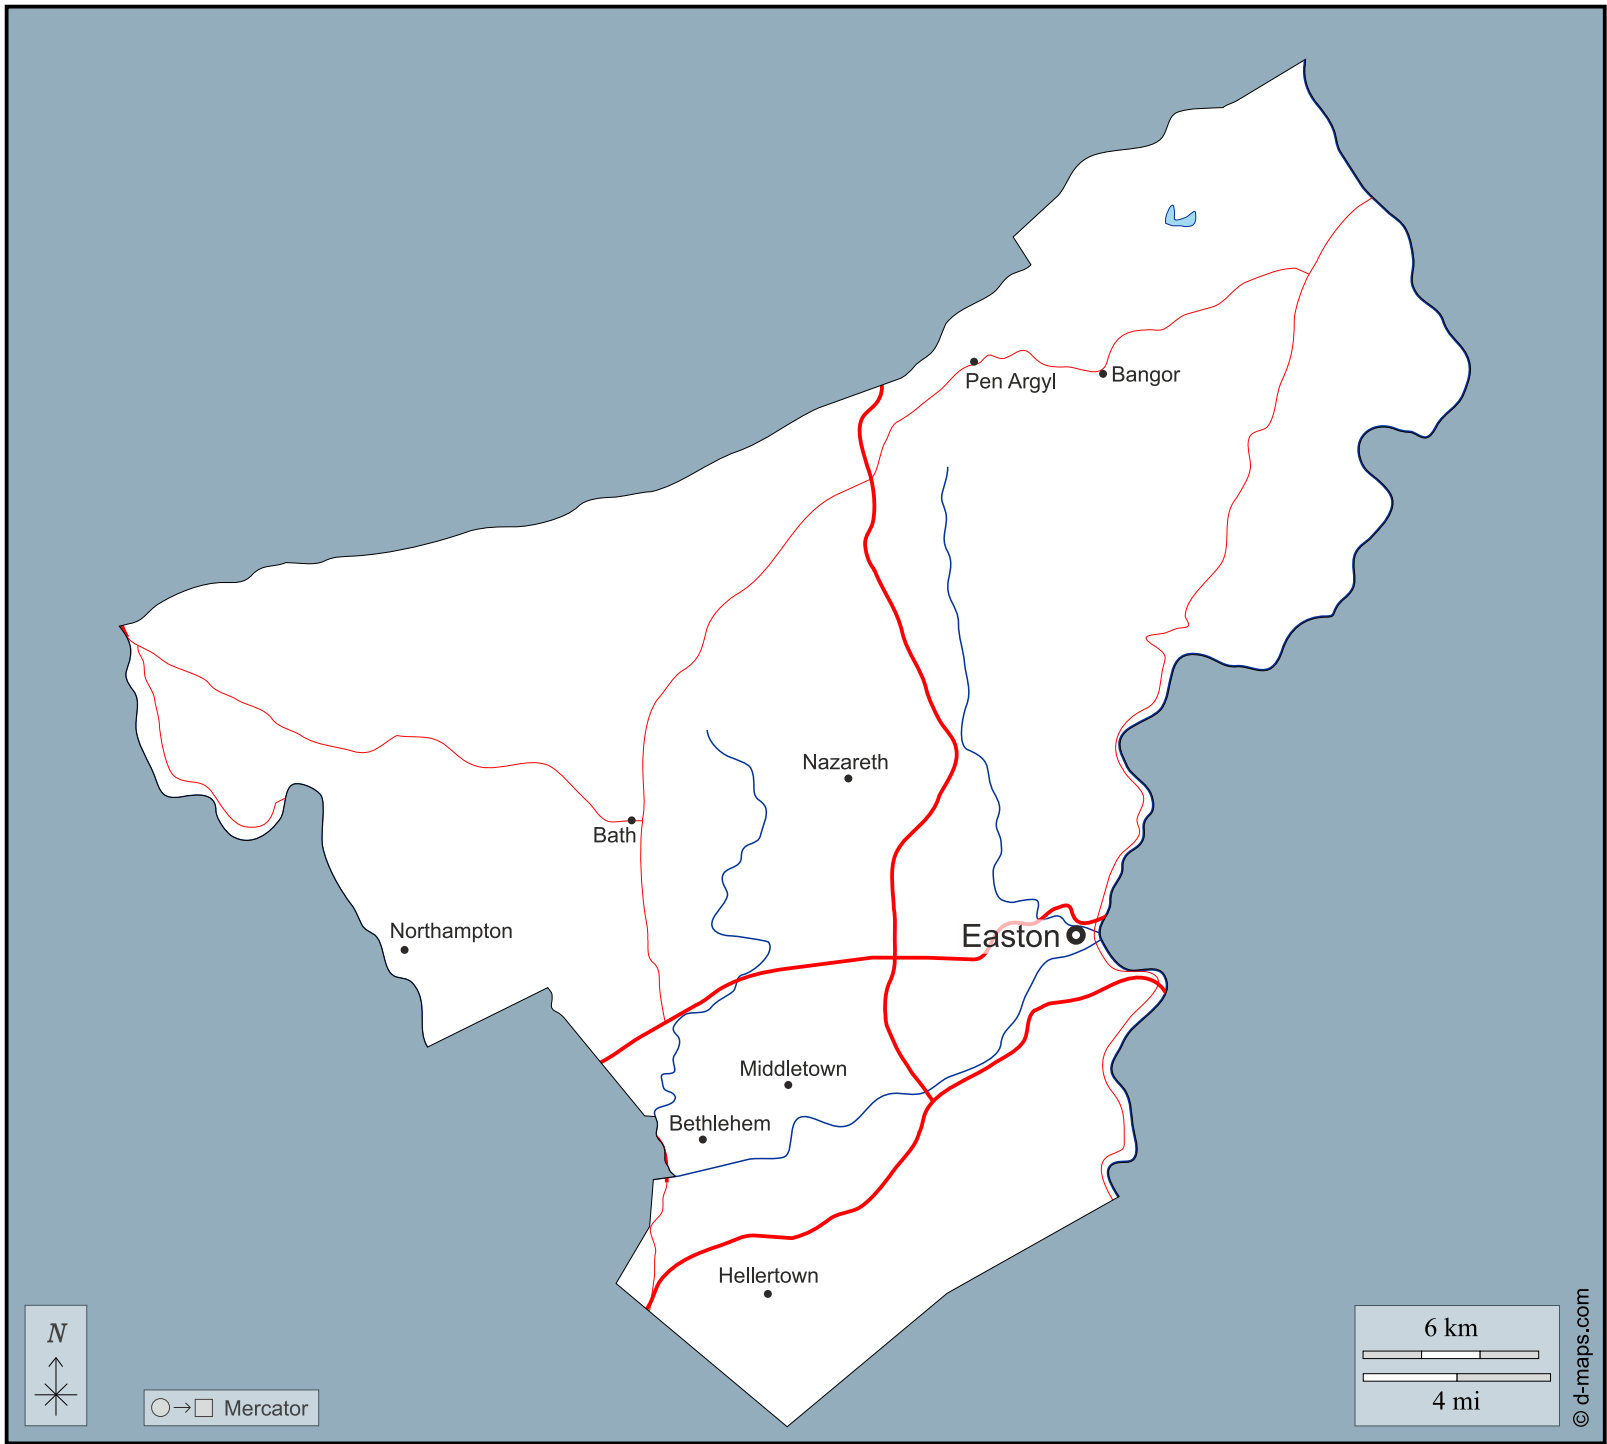 Pen Argyl
Bangor
Nazareth
Bath
Northampton
Easton
Middletown
Bethlehem
Hellertown
N
Mercator
6 km
4 mi
© d-maps.com